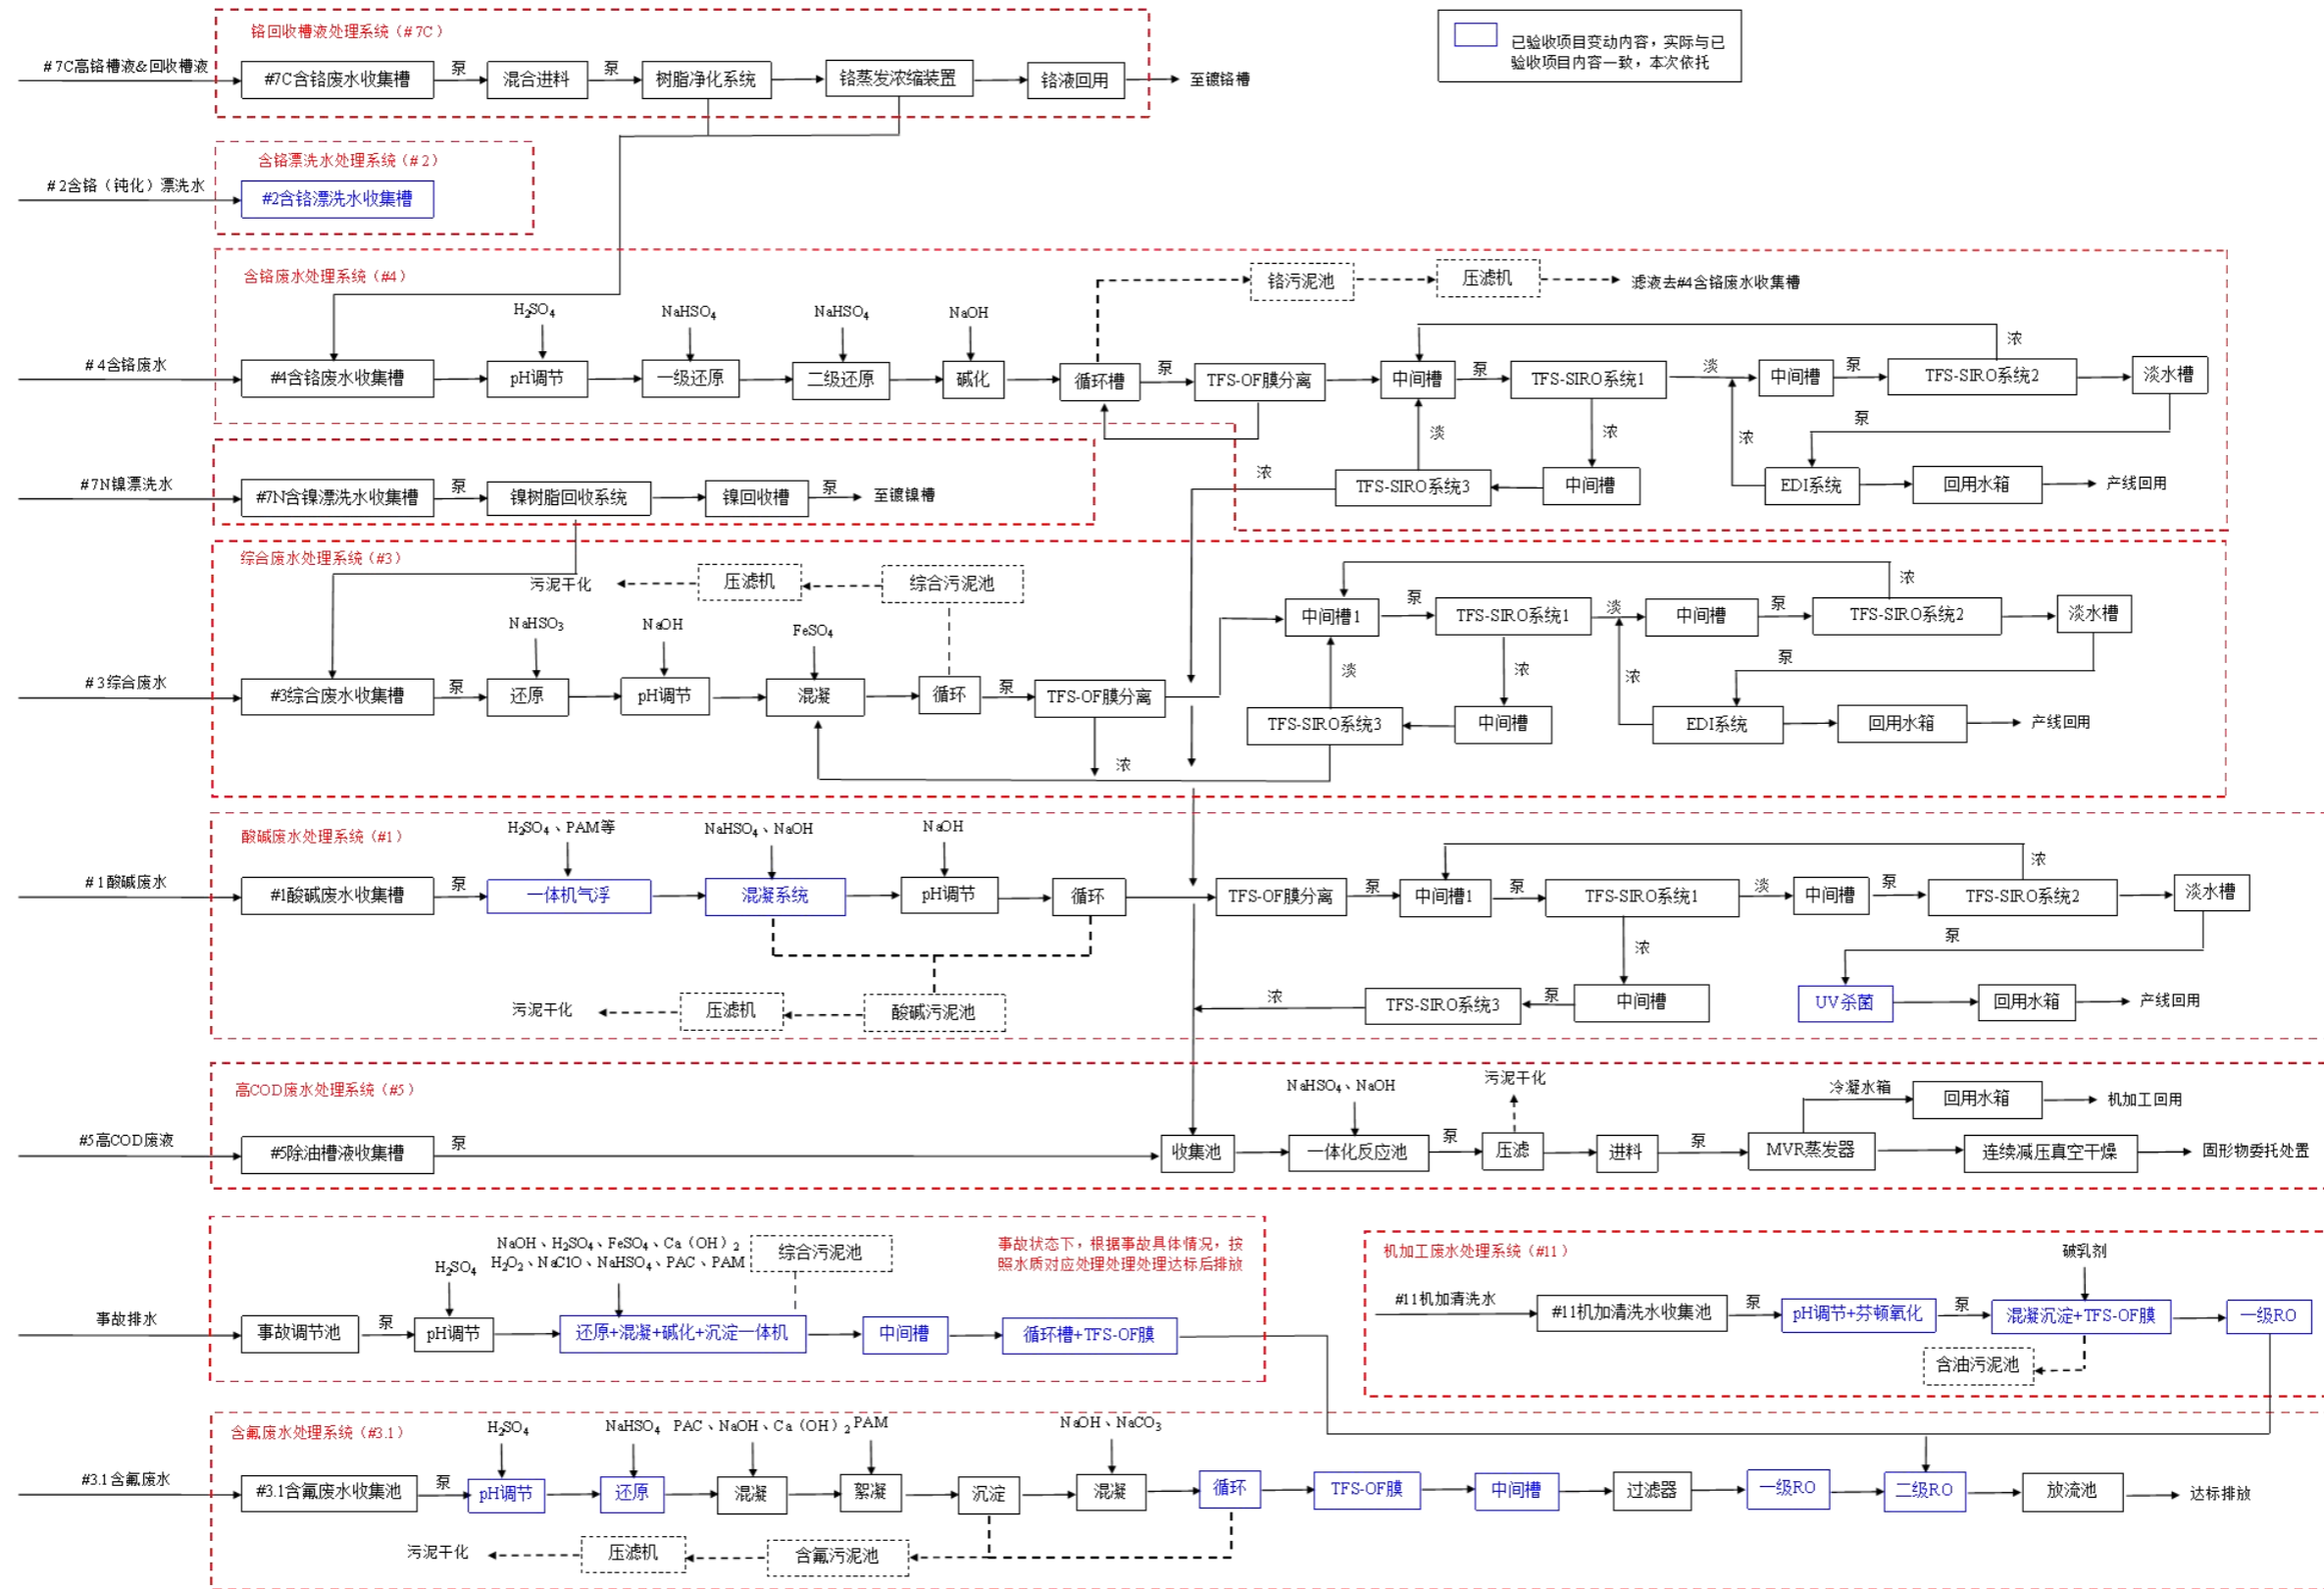 铬回收槽液处理系统（# 7C）
已验收项目变动内容，实际与已
验收项目内容一致，本次依托
# 7C高铬槽液&回收槽液
#7C含铬废水收集槽
泵
混合进料
泵
树脂净化系统
铬蒸发浓缩装置
铬液回用
至镀铬槽
含铬漂洗水处理系统（# 2）
# 2含铬（钝化）漂洗水
#2含铬漂洗水收集槽
含铬废水处理系统（#4）
铬污泥池
压滤机
滤液去#4含铬废水收集槽
H₂SO₄
NaHSO₄
NaHSO₄
NaOH
浓
# 4含铬废水
#4含铬废水收集槽
pH调节
一级还原
二级还原
碱化
循环槽
泵
TFS-OF膜分离
中间槽
泵
TFS-SIRO系统1
淡
中间槽
泵
TFS-SIRO系统2
淡水槽
泵
淡
浓
浓
浓
#7N镍漂洗水
#7N含镍漂洗水收集槽
泵
镍树脂回收系统
镍回收槽
泵
至镀镍槽
TFS-SIRO系统3
中间槽
EDI系统
回用水箱
产线回用
综合废水处理系统（#3）
污泥干化
压滤机
综合污泥池
浓
NaHSO₃
NaOH
FeSO₄
中间槽1
泵
TFS-SIRO系统1
淡
中间槽
泵
TFS-SIRO系统2
淡水槽
泵
淡
浓
浓
# 3综合废水
#3综合废水收集槽
泵
还原
pH调节
混凝
循环
泵
TFS-OF膜分离
TFS-SIRO系统3
中间槽
EDI系统
回用水箱
产线回用
浓
酸碱废水处理系统（#1）
H₂SO₄、PAM等
NaHSO₄、NaOH
NaOH
浓
# 1酸碱废水
#1酸碱废水收集槽
泵
一体机气浮
混凝系统
pH调节
循环
TFS-OF膜分离
泵
中间槽1
泵
TFS-SIRO系统1
淡
中间槽
泵
TFS-SIRO系统2
淡水槽
浓
泵
污泥干化
压滤机
酸碱污泥池
浓
TFS-SIRO系统3
泵
中间槽
UV杀菌
回用水箱
产线回用
高COD废水处理系统（#5）
NaHSO₄、NaOH
污泥干化
冷凝水箱
回用水箱
机加工回用
#5高COD废液
#5除油槽液收集槽
泵
收集池
一体化反应池
泵
压滤
进料
泵
MVR蒸发器
连续减压真空干燥
固形物委托处置
NaOH、H₂SO₄、FeSO₄、Ca（OH）₂
H₂O₂、NaClO、NaHSO₄、PAC、PAM
综合污泥池
事故状态下，根据事故具体情况，按
照水质对应处理处理处理达标后排放
H₂SO₄
事故排水
事故调节池
泵
pH调节
还原+混凝+碱化+沉淀一体机
中间槽
循环槽+TFS-OF膜
机加工废水处理系统（#11）
破乳剂
#11机加清洗水
#11机加清洗水收集池
泵
pH调节+芬顿氧化
泵
混凝沉淀+TFS-OF膜
一级RO
含油污泥池
含氟废水处理系统（#3.1）
H₂SO₄
NaHSO₄
PAC、NaOH、Ca（OH）₂
PAM
NaOH、NaCO₃
#3.1含氟废水
#3.1含氟废水收集池
泵
pH调节
还原
混凝
絮凝
沉淀
混凝
循环
TFS-OF膜
中间槽
过滤器
一级RO
二级RO
放流池
达标排放
污泥干化
压滤机
含氟污泥池